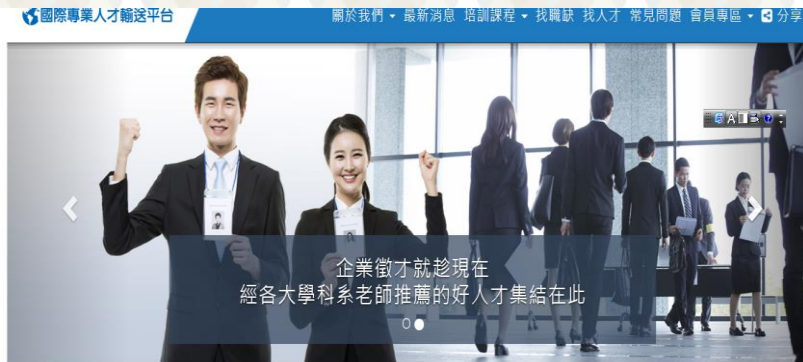 國際專業人才輸送平台
關於我們 最新消息 培訓課程 找職缺 找人才 常見問題 會員專區 分享
企業徵才就趁現在
經各大學科系老師推薦的好人才集結在此